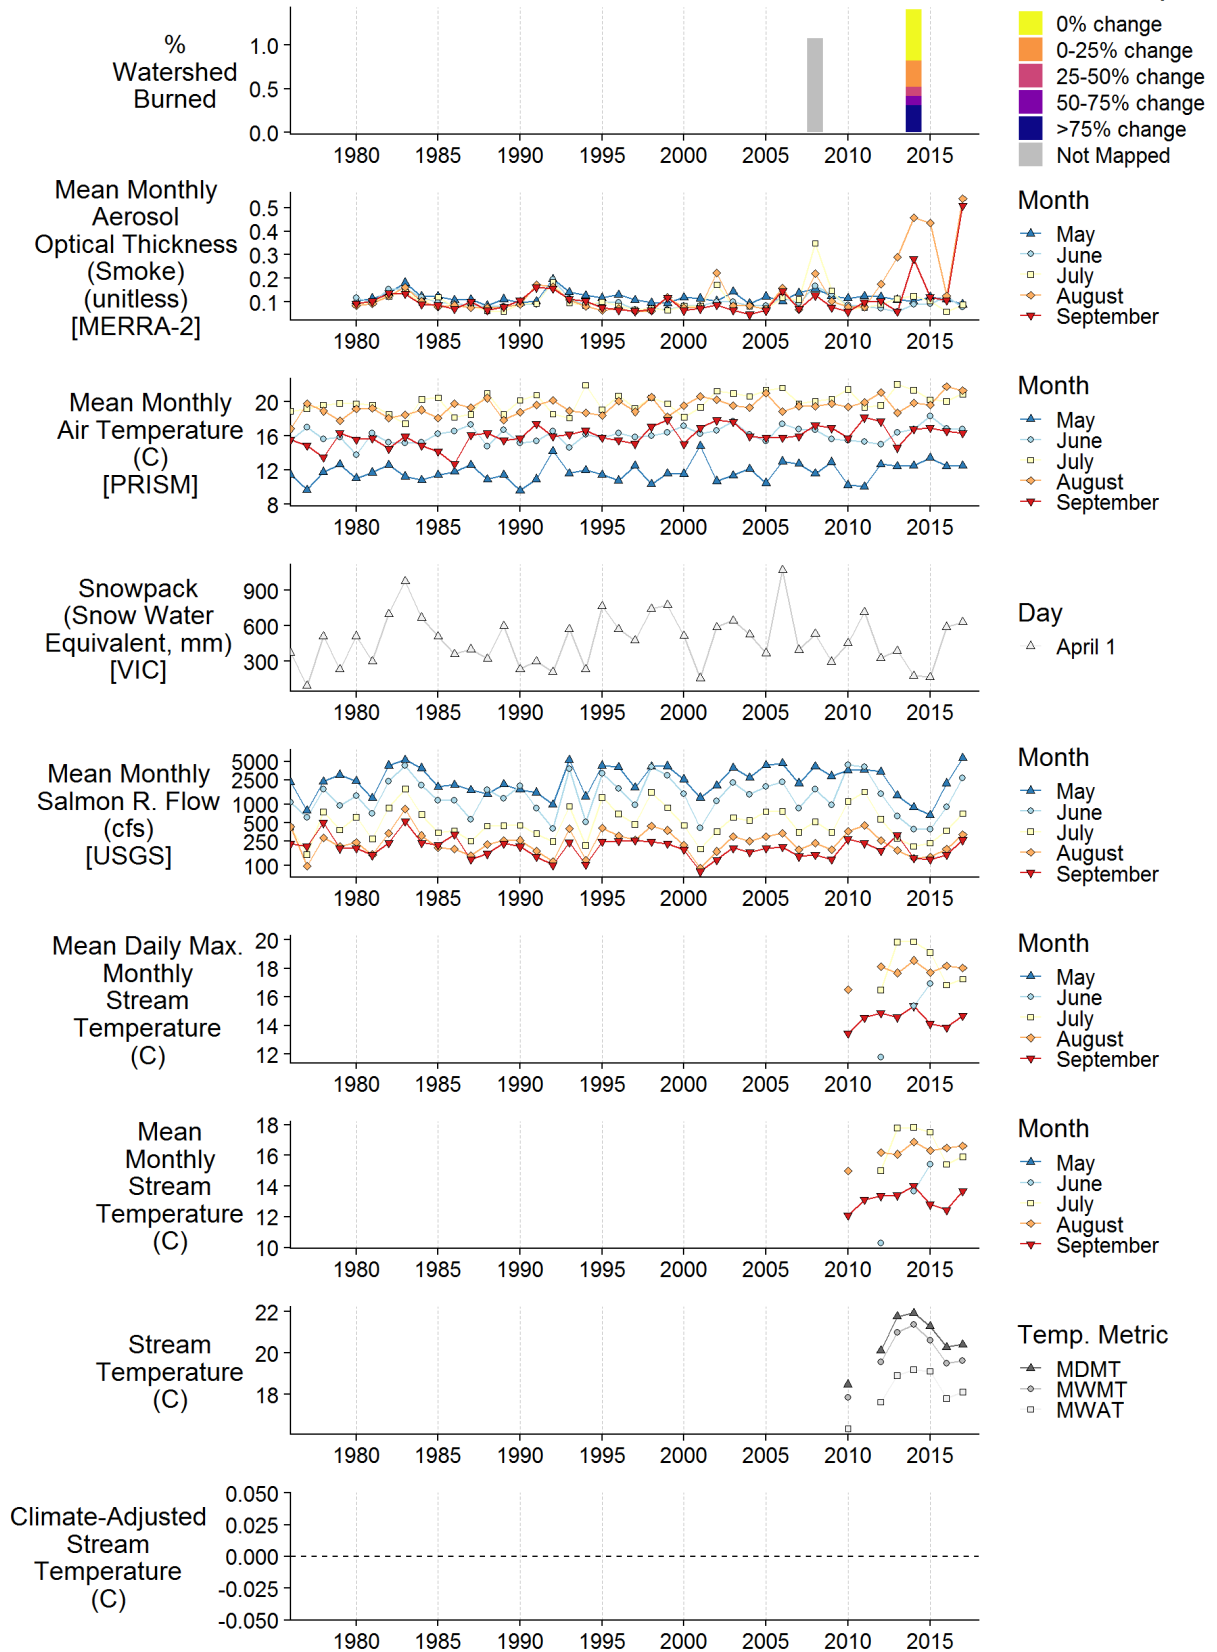 %
Watershed
Burned
1.0
0.5
0.0
1980 1985 1990 1995 2000 2005 2010 2015
0% change
0-25% change
25-50% change
50-75% change
>75% change
Not Mapped
Mean Monthly
Aerosol
Optical Thickness
(Smoke)
(unitless)
[MERRA-2]
0.5
0.4
0.3
0.2
0.1
1980 1985 1990 1995 2000 2005 2010 2015
Month
May
June
July
August
September
Mean Monthly
Air Temperature
(C)
[PRISM]
20
16
12
8
1980 1985 1990 1995 2000 2005 2010 2015
Month
May
June
July
August
September
Snowpack
(Snow Water
Equivalent, mm)
[VIC]
900
600
300
1980 1985 1990 1995 2000 2005 2010 2015
Day
April 1
Mean Monthly
Salmon R. Flow
(cfs)
[USGS]
5000
2500
1000
500
250
100
1980 1985 1990 1995 2000 2005 2010 2015
Month
May
June
July
August
September
Mean Daily Max.
Monthly
Stream
Temperature
(C)
20
18
16
14
12
1980 1985 1990 1995 2000 2005 2010 2015
Month
May
June
July
August
September
Mean
Monthly
Stream
Temperature
(C)
18
16
14
12
10
1980 1985 1990 1995 2000 2005 2010 2015
Month
May
June
July
August
September
Stream
Temperature
(C)
22
20
18
1980 1985 1990 1995 2000 2005 2010 2015
Temp. Metric
MDMT
MWMT
MWAT
Climate-Adjusted
Stream
Temperature
(C)
0.050
0.025
0.000
-0.025
-0.050
1980 1985 1990 1995 2000 2005 2010 2015